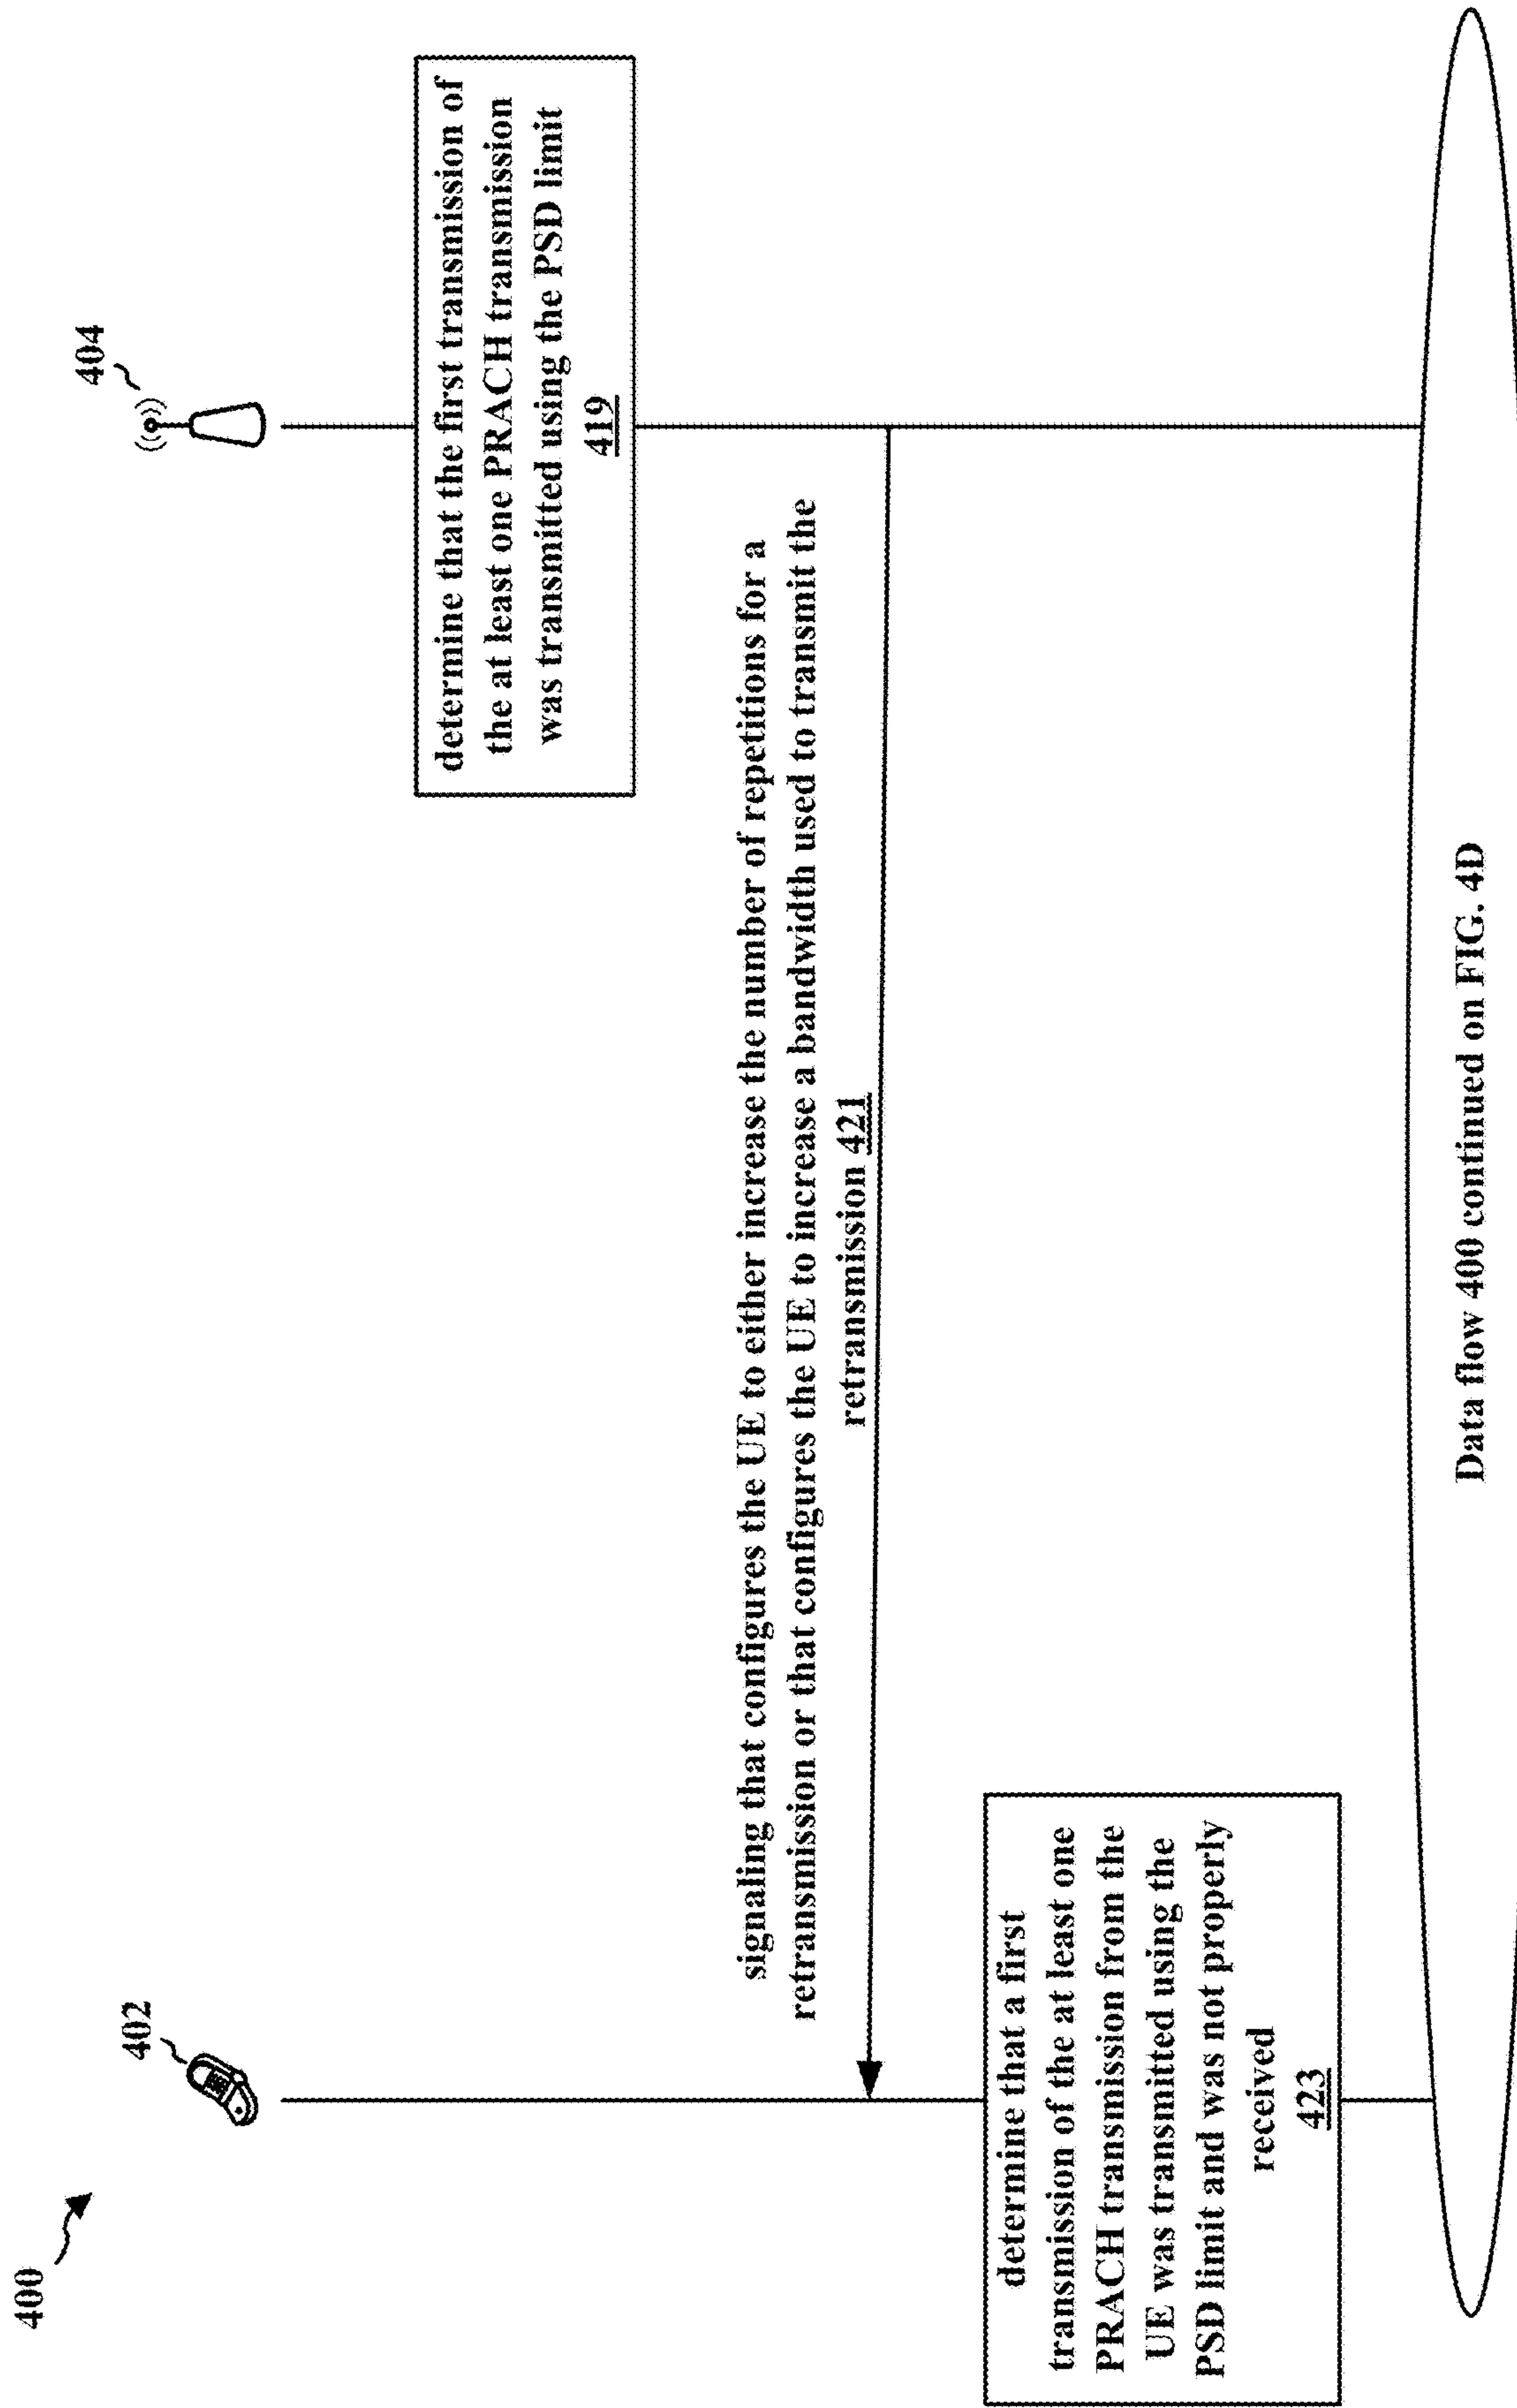 400
402
404
determine that the first transmission of
the at least one PRACH transmission
was transmitted using the PSD limit
419
signaling that configures the UE to either increase the number of repetitions for a
retransmission or that configures the UE to increase a bandwidth used to transmit the
retransmission 421
determine that a first
transmission of the at least one
PRACH transmission from the
UE was transmitted using the
PSD limit and was not properly
received
423
Data flow 400 continued on FIG. 4D